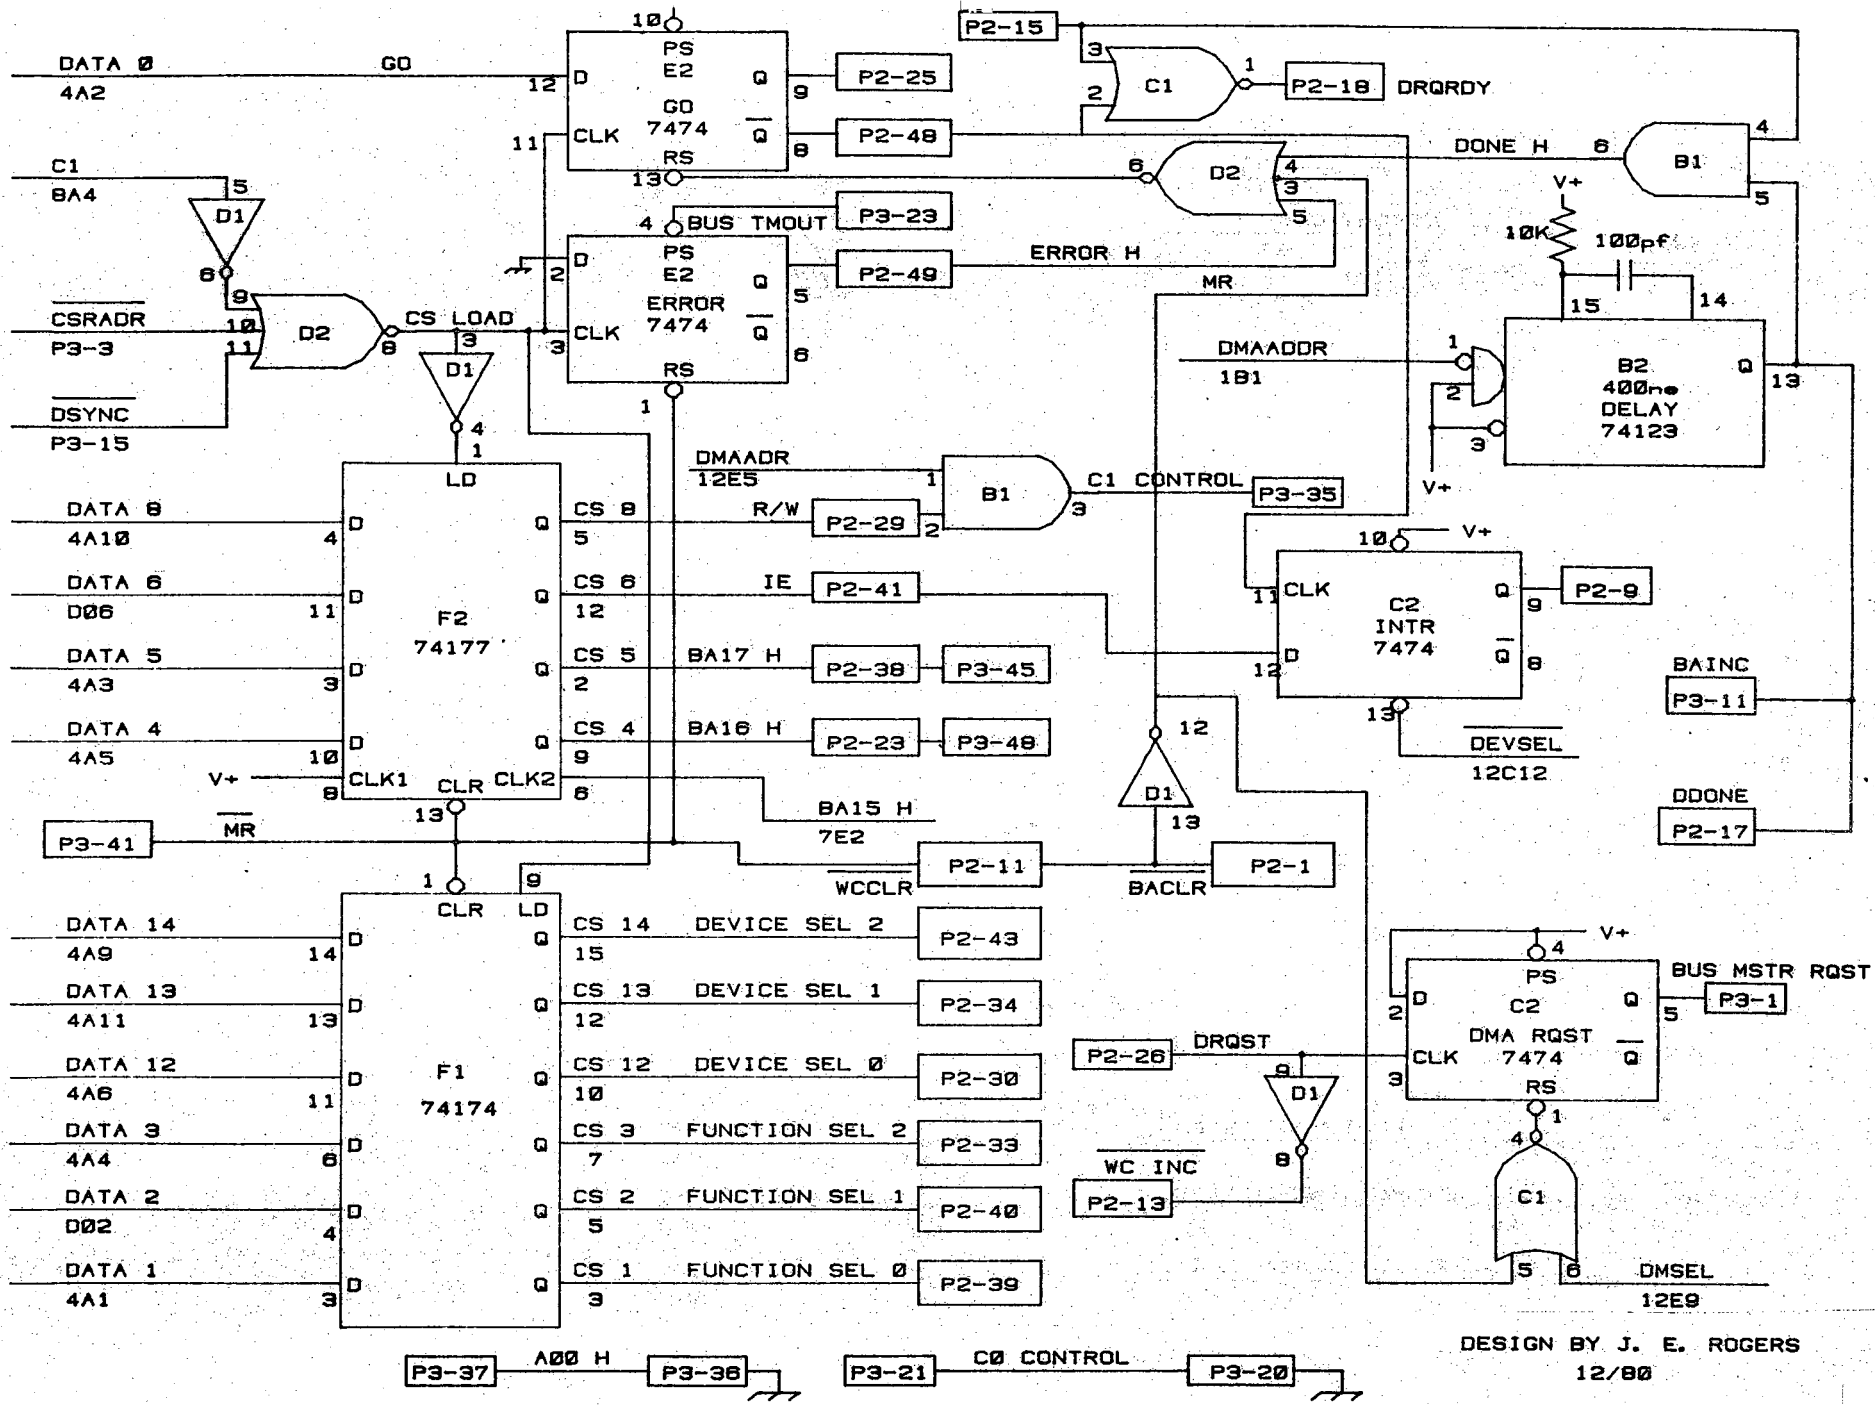 10
P2-15
DATA 0
GO
4A2
12
D
PS
E2
GO
7474
Q
9
P2-25
3
2
C1
1
P2-18
DRQRDY
11
CLK
Q
8
P2-48
RS
13
6
D2
4
3
5
DONE H
6
B1
4
5
C1
8A4
5
D1
6
4
BUS TMOUT
P3-23
V+
10K
100pf
2
D
PS
E2
ERROR
7474
Q
5
P2-49
ERROR H
MR
15
14
CSRADR
P3-3
9
10
11
D2
8
CS LOAD
3
D1
4
3
CLK
Q
6
RS
1
DMAADDR
1B1
1
2
3
B2
400ns
DELAY
74123
Q
13
V+
DSYNC
P3-15
1
LD
DMAADR
12E5
1
2
B1
3
C1 CONTROL
P3-35
DATA 8
4A10
4
D
Q
CS 8
5
R/W
P2-29
10
V+
DATA 6
D06
11
D
F2
74177
Q
CS 6
12
IE
P2-41
11
CLK
C2
INTR
7474
Q
9
P2-9
DATA 5
4A3
3
D
Q
CS 5
2
BA17 H
P2-38
P3-45
12
D
Q
8
BAINC
P3-11
DATA 4
4A5
10
D
Q
CS 4
9
BA16 H
P2-23
P3-48
12
13
DEVSEL
12C12
V+
8
CLK1
CLR
CLK2
6
13
BA15 H
7E2
D1
13
DDONE
P2-17
P3-41
MR
WCCLR
P2-11
BACLR
P2-1
1
9
CLR
LD
DATA 14
4A9
14
D
Q
CS 14
15
DEVICE SEL 2
P2-43
V+
4
DATA 13
4A11
13
D
Q
CS 13
12
DEVICE SEL 1
P2-34
2
D
PS
C2
DMA RQST
7474
Q
5
BUS MSTR RQST
P3-1
DATA 12
4A6
11
D
F1
74174
Q
CS 12
10
DEVICE SEL 0
P2-30
P2-26
DRQST
9
D1
8
3
CLK
Q
RS
1
DATA 3
4A4
6
D
Q
CS 3
7
FUNCTION SEL 2
P2-33
WC INC
P2-13
4
C1
5
6
DATA 2
D02
4
D
Q
CS 2
5
FUNCTION SEL 1
P2-40
DATA 1
4A1
3
D
Q
CS 1
3
FUNCTION SEL 0
P2-39
DMSEL
12E9
P3-37
A00 H
P3-36
P3-21
C0 CONTROL
P3-20
DESIGN BY J. E. ROGERS
12/80